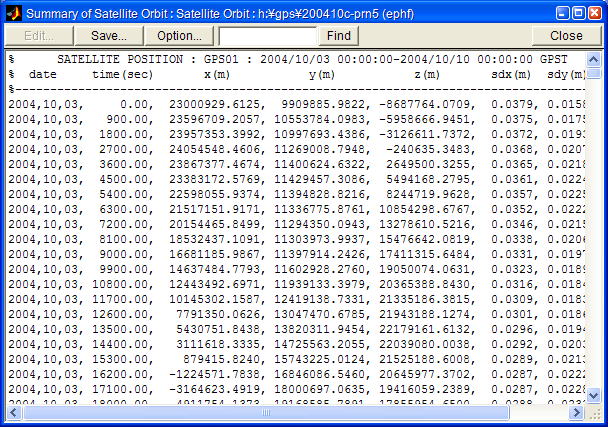 Summary of Satellite Orbit : Satellite Orbit : h:¥gps¥200410c-prn5 (ephf)
Edit... Save... Option... Find Close
% SATELLITE POSITION : GPS01 : 2004/10/03 00:00:00-2004/10/10 00:00:00 GPST
% date time(sec) x(m) y(m) z(m) sdx(m) sdy(m)
%--------------------------------------------------------------------------------
2004,10,03, 0.00, 23000929.6125, 9909885.9822, -8687764.0709, 0.0379, 0.0158
2004,10,03, 900.00, 23596709.2057, 10553784.0983, -5958666.9451, 0.0375, 0.0175
2004,10,03, 1800.00, 23957353.3992, 10997693.4386, -3126611.7372, 0.0372, 0.0193
2004,10,03, 2700.00, 24054548.4606, 11269008.7948, -240635.3483, 0.0368, 0.0207
2004,10,03, 3600.00, 23867377.4674, 11400624.6322, 2649500.3255, 0.0365, 0.0218
2004,10,03, 4500.00, 23383172.5769, 11429457.3086, 5494168.2795, 0.0361, 0.0224
2004,10,03, 5400.00, 22598055.9374, 11394828.8216, 8244719.9628, 0.0357, 0.0225
2004,10,03, 6300.00, 21517151.9171, 11336775.8761, 10854298.6767, 0.0352, 0.0222
2004,10,03, 7200.00, 20154465.8499, 11294350.0943, 13278610.5216, 0.0346, 0.0215
2004,10,03, 8100.00, 18532437.1091, 11303973.9937, 15476642.0819, 0.0338, 0.0206
2004,10,03, 9000.00, 16681185.9867, 11397914.2426, 17411315.6484, 0.0331, 0.0197
2004,10,03, 9900.00, 14637484.7793, 11602928.2760, 19050074.0631, 0.0323, 0.0189
2004,10,03, 10800.00, 12443492.6971, 11939133.3979, 20365388.8430, 0.0316, 0.0184
2004,10,03, 11700.00, 10145302.1587, 12419138.7331, 21335186.3815, 0.0309, 0.0183
2004,10,03, 12600.00, 7791350.0626, 13047470.6785, 21943188.1274, 0.0301, 0.0186
2004,10,03, 13500.00, 5430751.8438, 13820311.9454, 22179161.6132, 0.0296, 0.0194
2004,10,03, 14400.00, 3111618.3335, 14725563.2055, 22039080.0038, 0.0292, 0.0203
2004,10,03, 15300.00, 879415.8240, 15743225.0124, 21525188.6008, 0.0289, 0.0213
2004,10,03, 16200.00, -1224571.7838, 16846086.5460, 20645977.3702, 0.0287,
2004,10,03, 17100.00, -3164623.4919, 18000697.0635, 19416059.2389, 0.0287, 0.0228